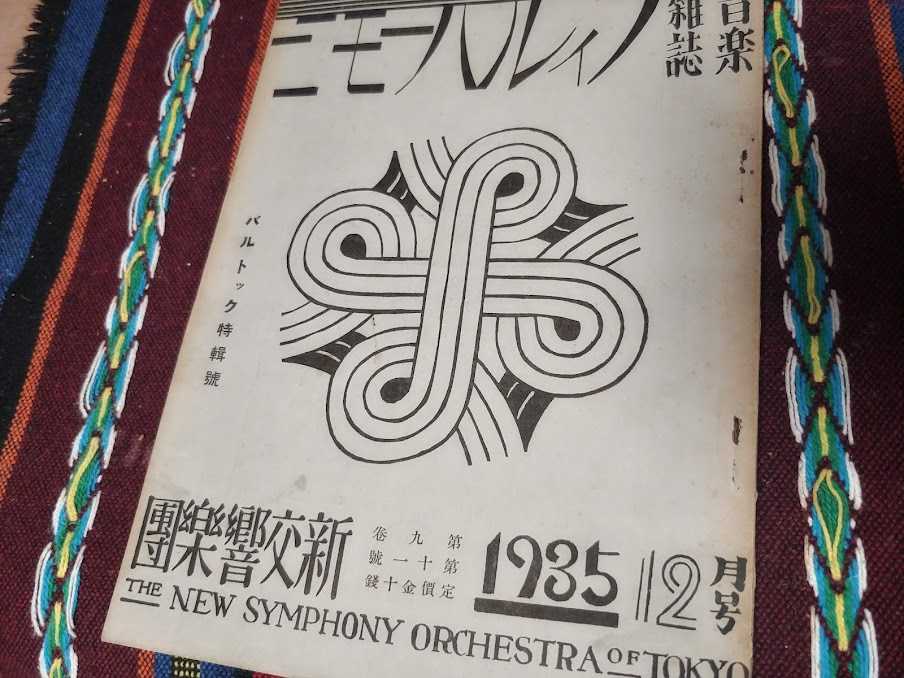 音楽
雑誌
フィルハーモニー
バルトック特輯號
新交響樂團
第九卷
第十一號
定價金十錢
1935 12月号
THE NEW SYMPHONY ORCHESTRA OF TOKYO